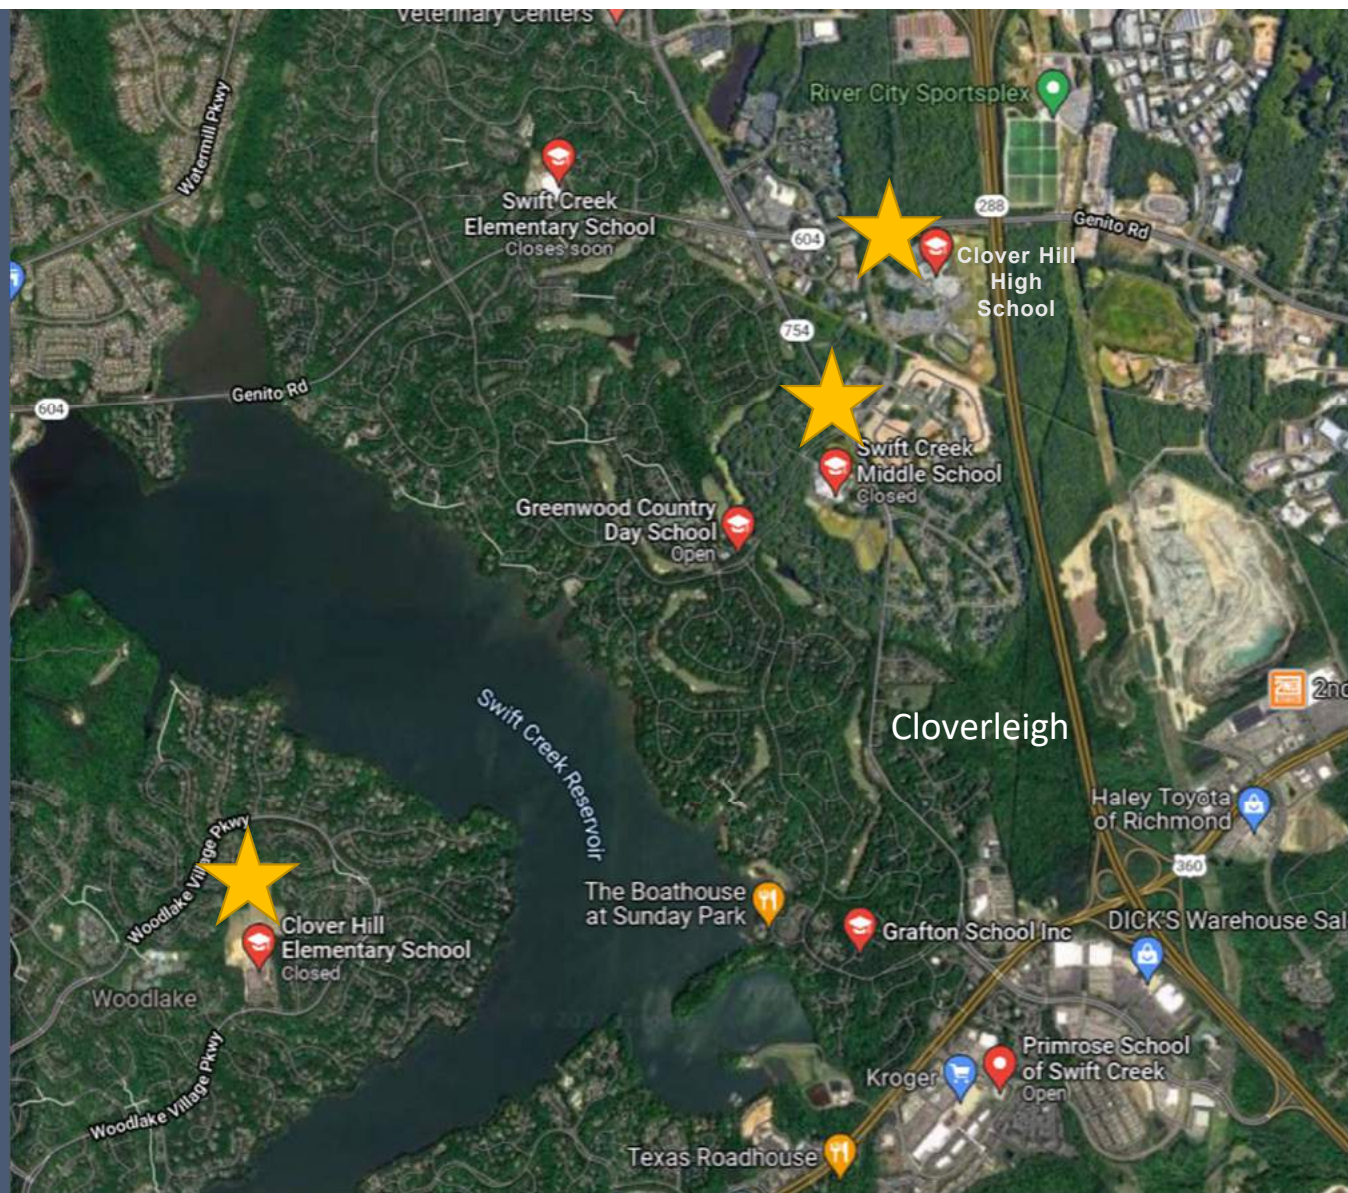 Veterinary Centers
River City Sportsplex
Watermill Pkwy
Swift Creek
Elementary School
Closes soon
288
Genito Rd
604
Clover Hill
High
School
754
Genito Rd
604
Swift Creek
Middle School
Closed
Greenwood Country
Day School
Open
2nd
Swift Creek Reservoir
Cloverleigh
Haley Toyota
of Richmond
360
Woodlake Village Pkwy
The Boathouse
at Sunday Park
Grafton School Inc
DICK'S Warehouse Sal
Clover Hill
Elementary School
Closed
Woodlake
Primrose School
of Swift Creek
Open
Kroger
Woodlake Village Pkwy
Texas Roadhouse